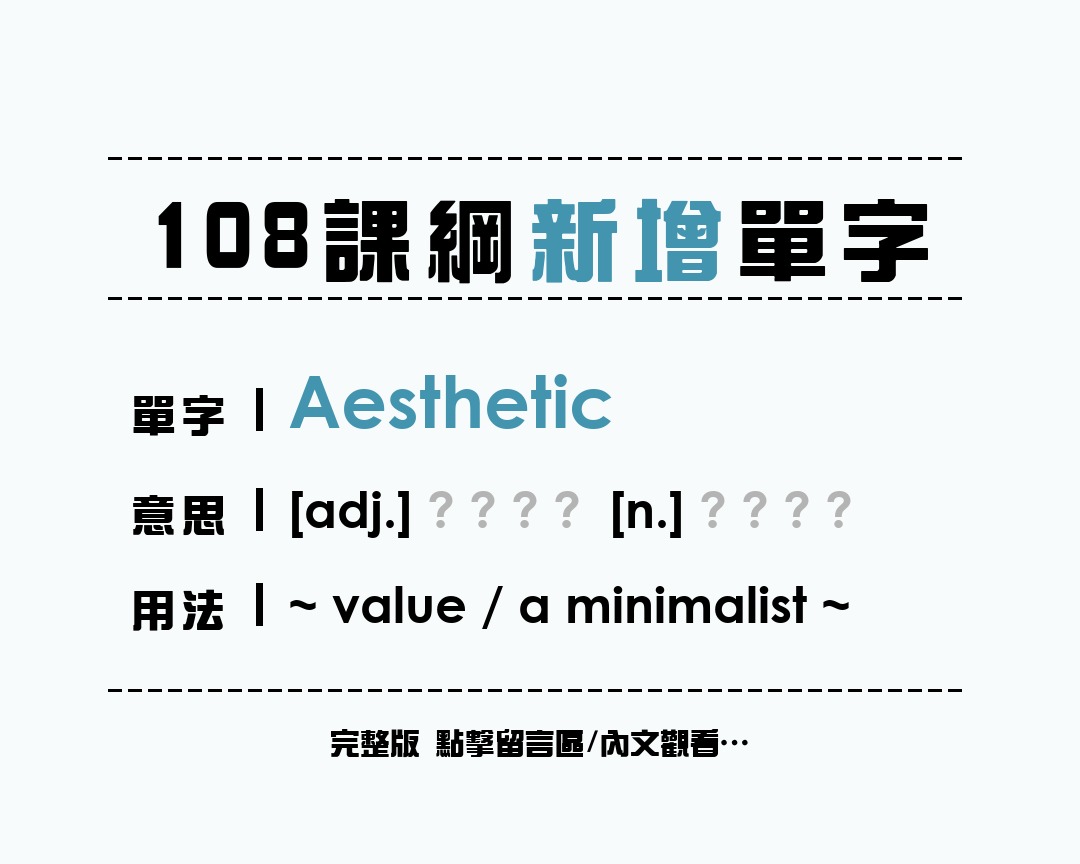 108課綱新增單字
單字 | Aesthetic
意思 | [adj.] ???? [n.] ????
用法 | ~ value / a minimalist ~
完整版 點擊留言區/內文觀看…